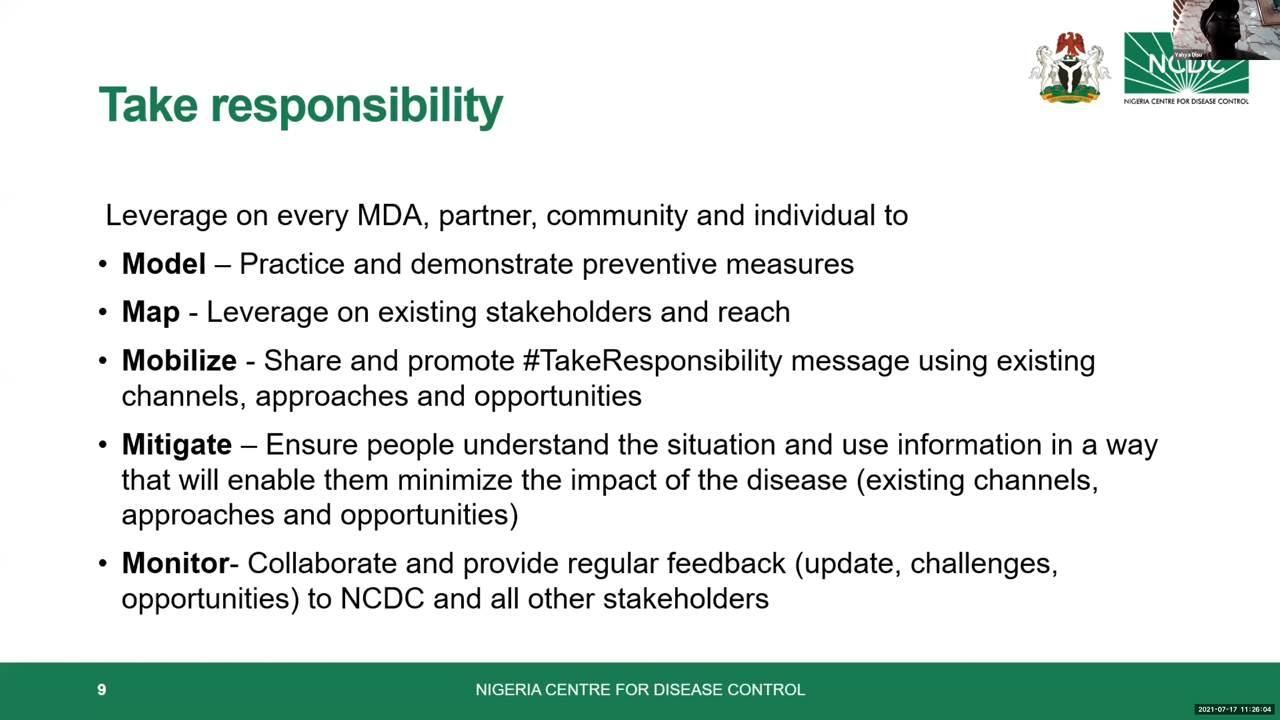 Yahya Disu
NCDC
NIGERIA CENTRE FOR DISEASE CONTROL
Take responsibility
Leverage on every MDA, partner, community and individual to
• Model – Practice and demonstrate preventive measures
• Map - Leverage on existing stakeholders and reach
• Mobilize - Share and promote #TakeResponsibility message using existing
channels, approaches and opportunities
• Mitigate – Ensure people understand the situation and use information in a way
that will enable them minimize the impact of the disease (existing channels,
approaches and opportunities)
• Monitor- Collaborate and provide regular feedback (update, challenges,
opportunities) to NCDC and all other stakeholders
9
NIGERIA CENTRE FOR DISEASE CONTROL
2021-07-17 11:26:04